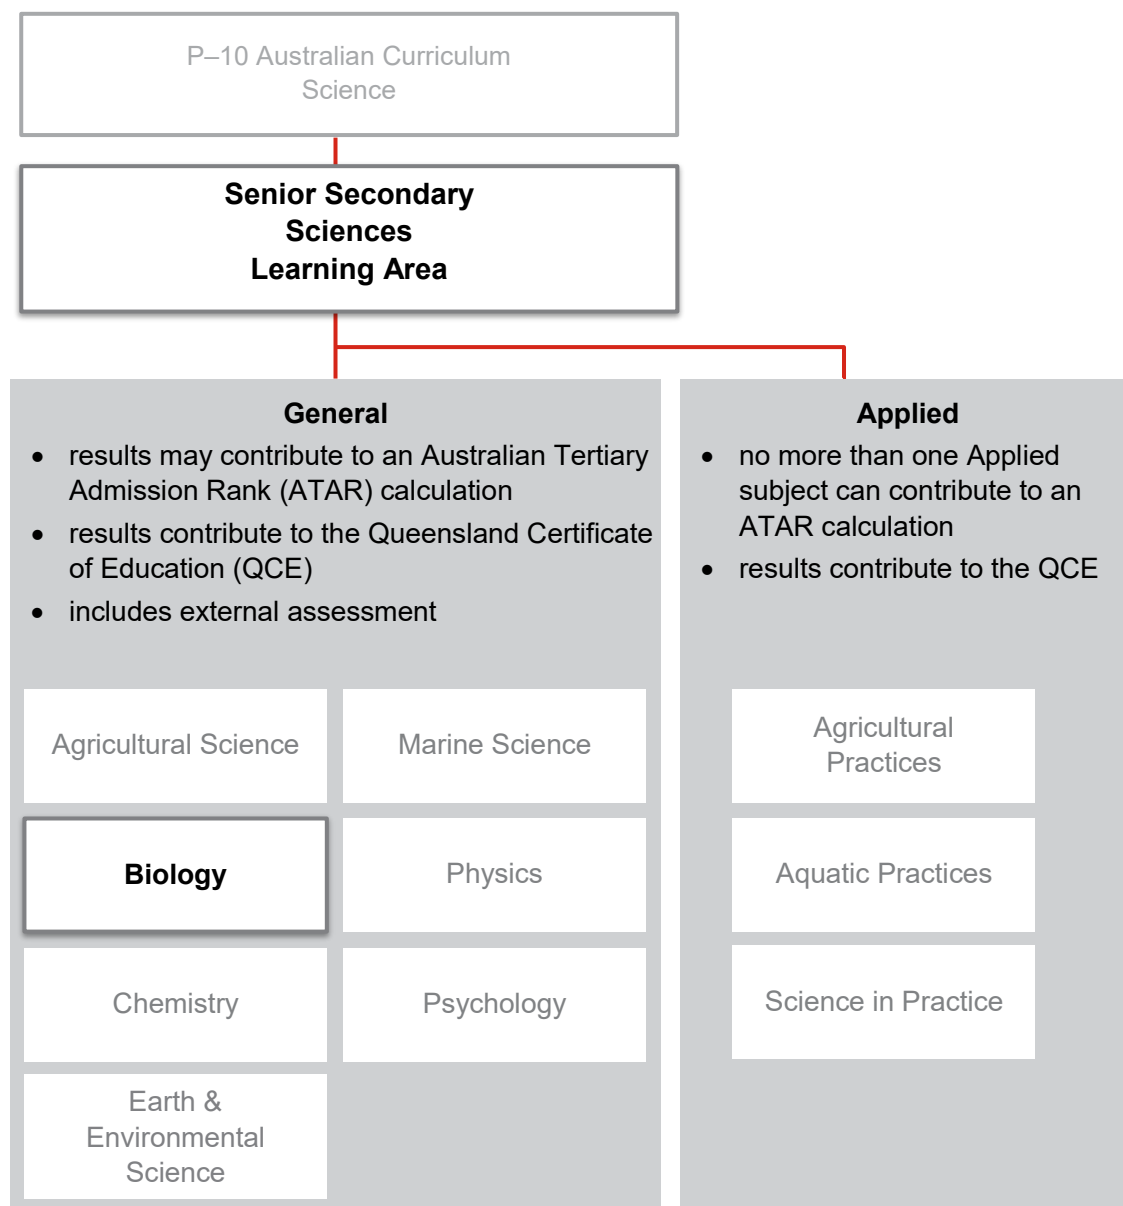 P–10 Australian Curriculum
Science
Senior Secondary
Sciences
Learning Area
General
• results may contribute to an Australian Tertiary
Admission Rank (ATAR) calculation
• results contribute to the Queensland Certificate
of Education (QCE)
• includes external assessment
Agricultural Science
Marine Science
Biology
Physics
Chemistry
Psychology
Earth &
Environmental
Science
Applied
• no more than one Applied
subject can contribute to an
ATAR calculation
• results contribute to the QCE
Agricultural
Practices
Aquatic Practices
Science in Practice